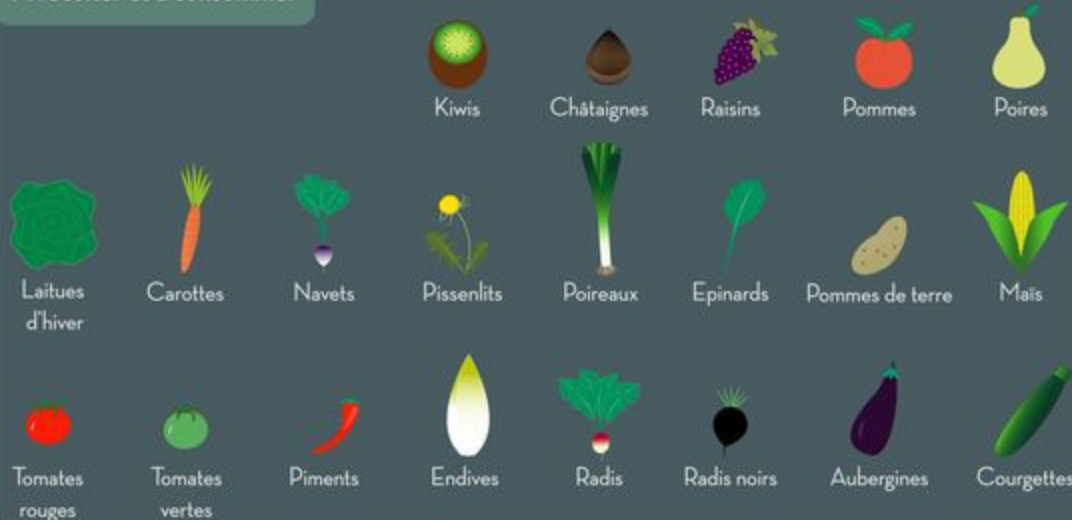 Kiwis Châtaignes Raisins Pommes Poires
Laitues Carottes Navets Pissenlits Poireaux Epinards Pommes de terre Maïs
d'hiver
Tomates Tomates Piments Endives Radis Radis noirs Aubergines Courgettes
rouges vertes